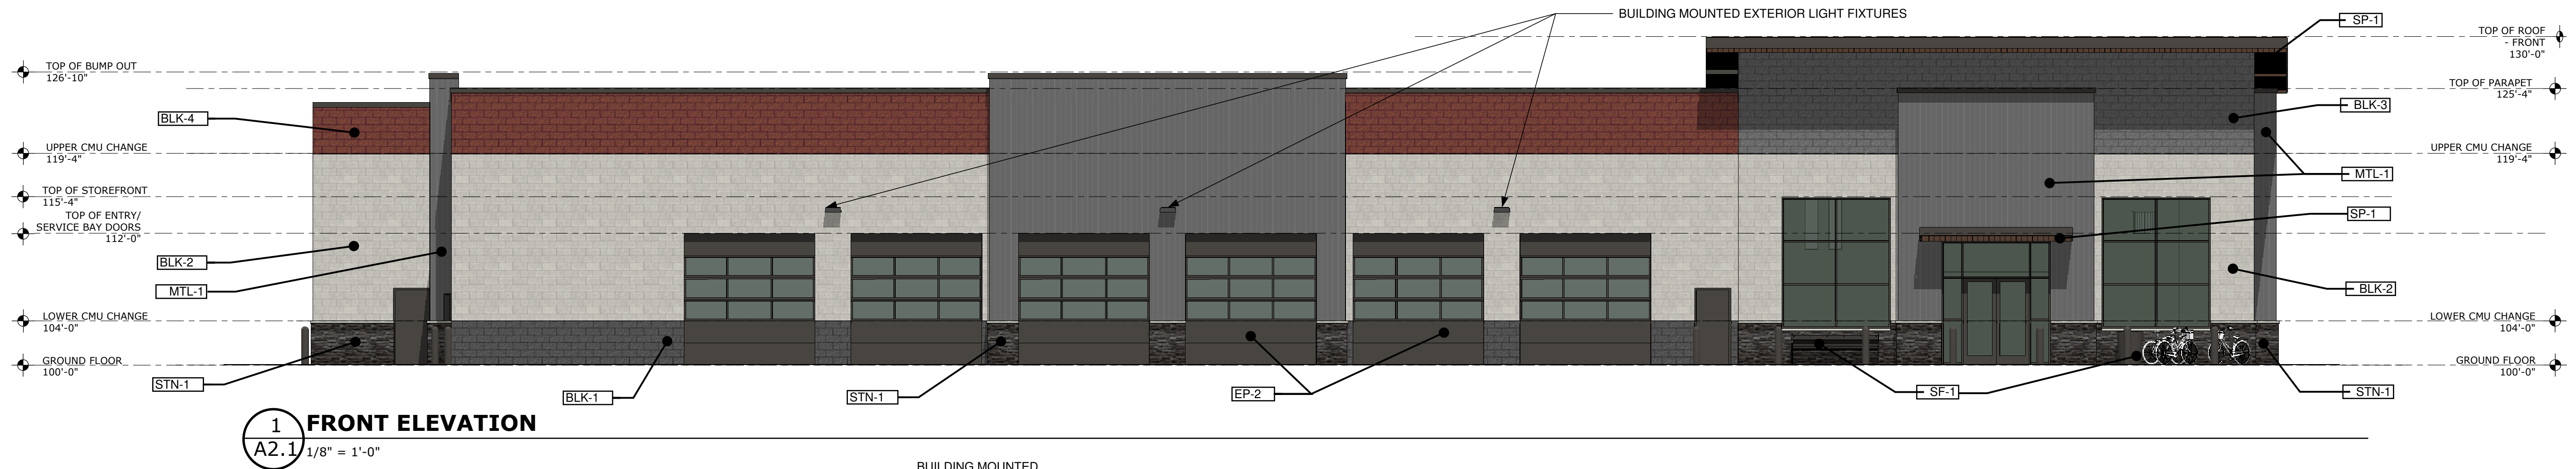 BUILDING MOUNTED EXTERIOR LIGHT FIXTURES
SP-1
TOP OF ROOF
- FRONT
130'-0"
TOP OF BUMP OUT
126'-10"
TOP OF PARAPET
125'-4"
BLK-4
BLK-3
UPPER CMU CHANGE
119'-4"
UPPER CMU CHANGE
119'-4"
MTL-1
TOP OF STOREFRONT
115'-4"
TOP OF ENTRY/
SERVICE BAY DOORS
112'-0"
SP-1
BLK-2
MTL-1
BLK-2
LOWER CMU CHANGE
104'-0"
LOWER CMU CHANGE
104'-0"
GROUND FLOOR
100'-0"
GROUND FLOOR
100'-0"
STN-1
BLK-1
STN-1
EP-2
SF-1
STN-1
1
A2.1
FRONT ELEVATION
1/8" = 1'-0"
BUILDING MOUNTED